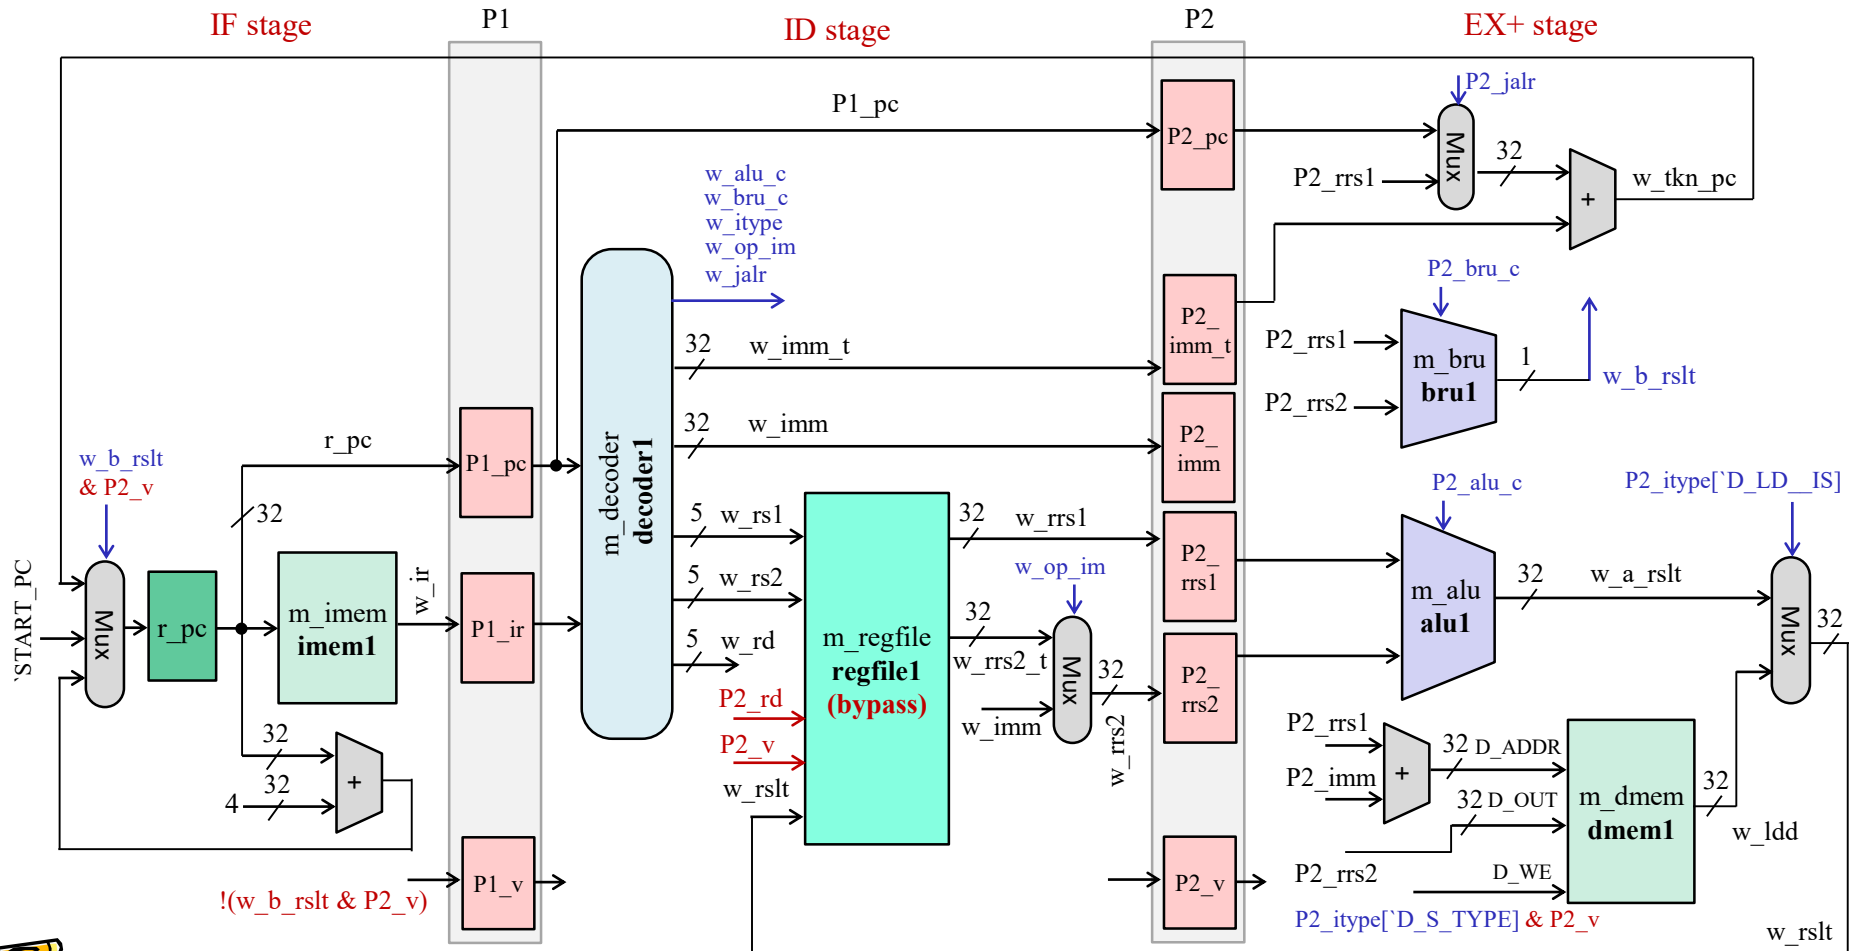 IF stage
P1
ID stage
P2
EX+ stage
P2_jalr
P1_pc
P2_pc
Mux
32
P2_rrs1
w_tkn_pc
+
w_alu_c
w_bru_c
w_itype
w_op_im
w_jalr
P2_bru_c
P2_
imm_t
32
w_imm_t
P2_rrs1
m_bru
bru1
1
w_b_rslt
P2_rrs2
32
w_imm
P2_
imm
r_pc
P1_pc
m_decoder
decoder1
w_b_rslt
& P2_v
32
P2_alu_c
P2_itype[`D_LD__IS]
5
w_rs1
32
w_rrs1
P2_
rrs1
`START_PC
Mux
r_pc
m_imem
imem1
w_ir
P1_ir
5
w_rs2
w_op_im
m_alu
alu1
32
w_a_rslt
Mux
32
5
w_rd
m_regfile
regfile1
(bypass)
32
w_rrs2_t
Mux
32
w_imm
w_rrs2
P2_
rrs2
P2_rd
P2_v
w_rslt
32
4
32
+
P2_rrs1
P2_imm
+
32
D_ADDR
32
D_OUT
m_dmem
dmem1
32
w_ldd
P2_rrs2
D_WE
P2_itype[`D_S_TYPE] & P2_v
!(w_b_rslt & P2_v)
P1_v
P2_v
w_rslt